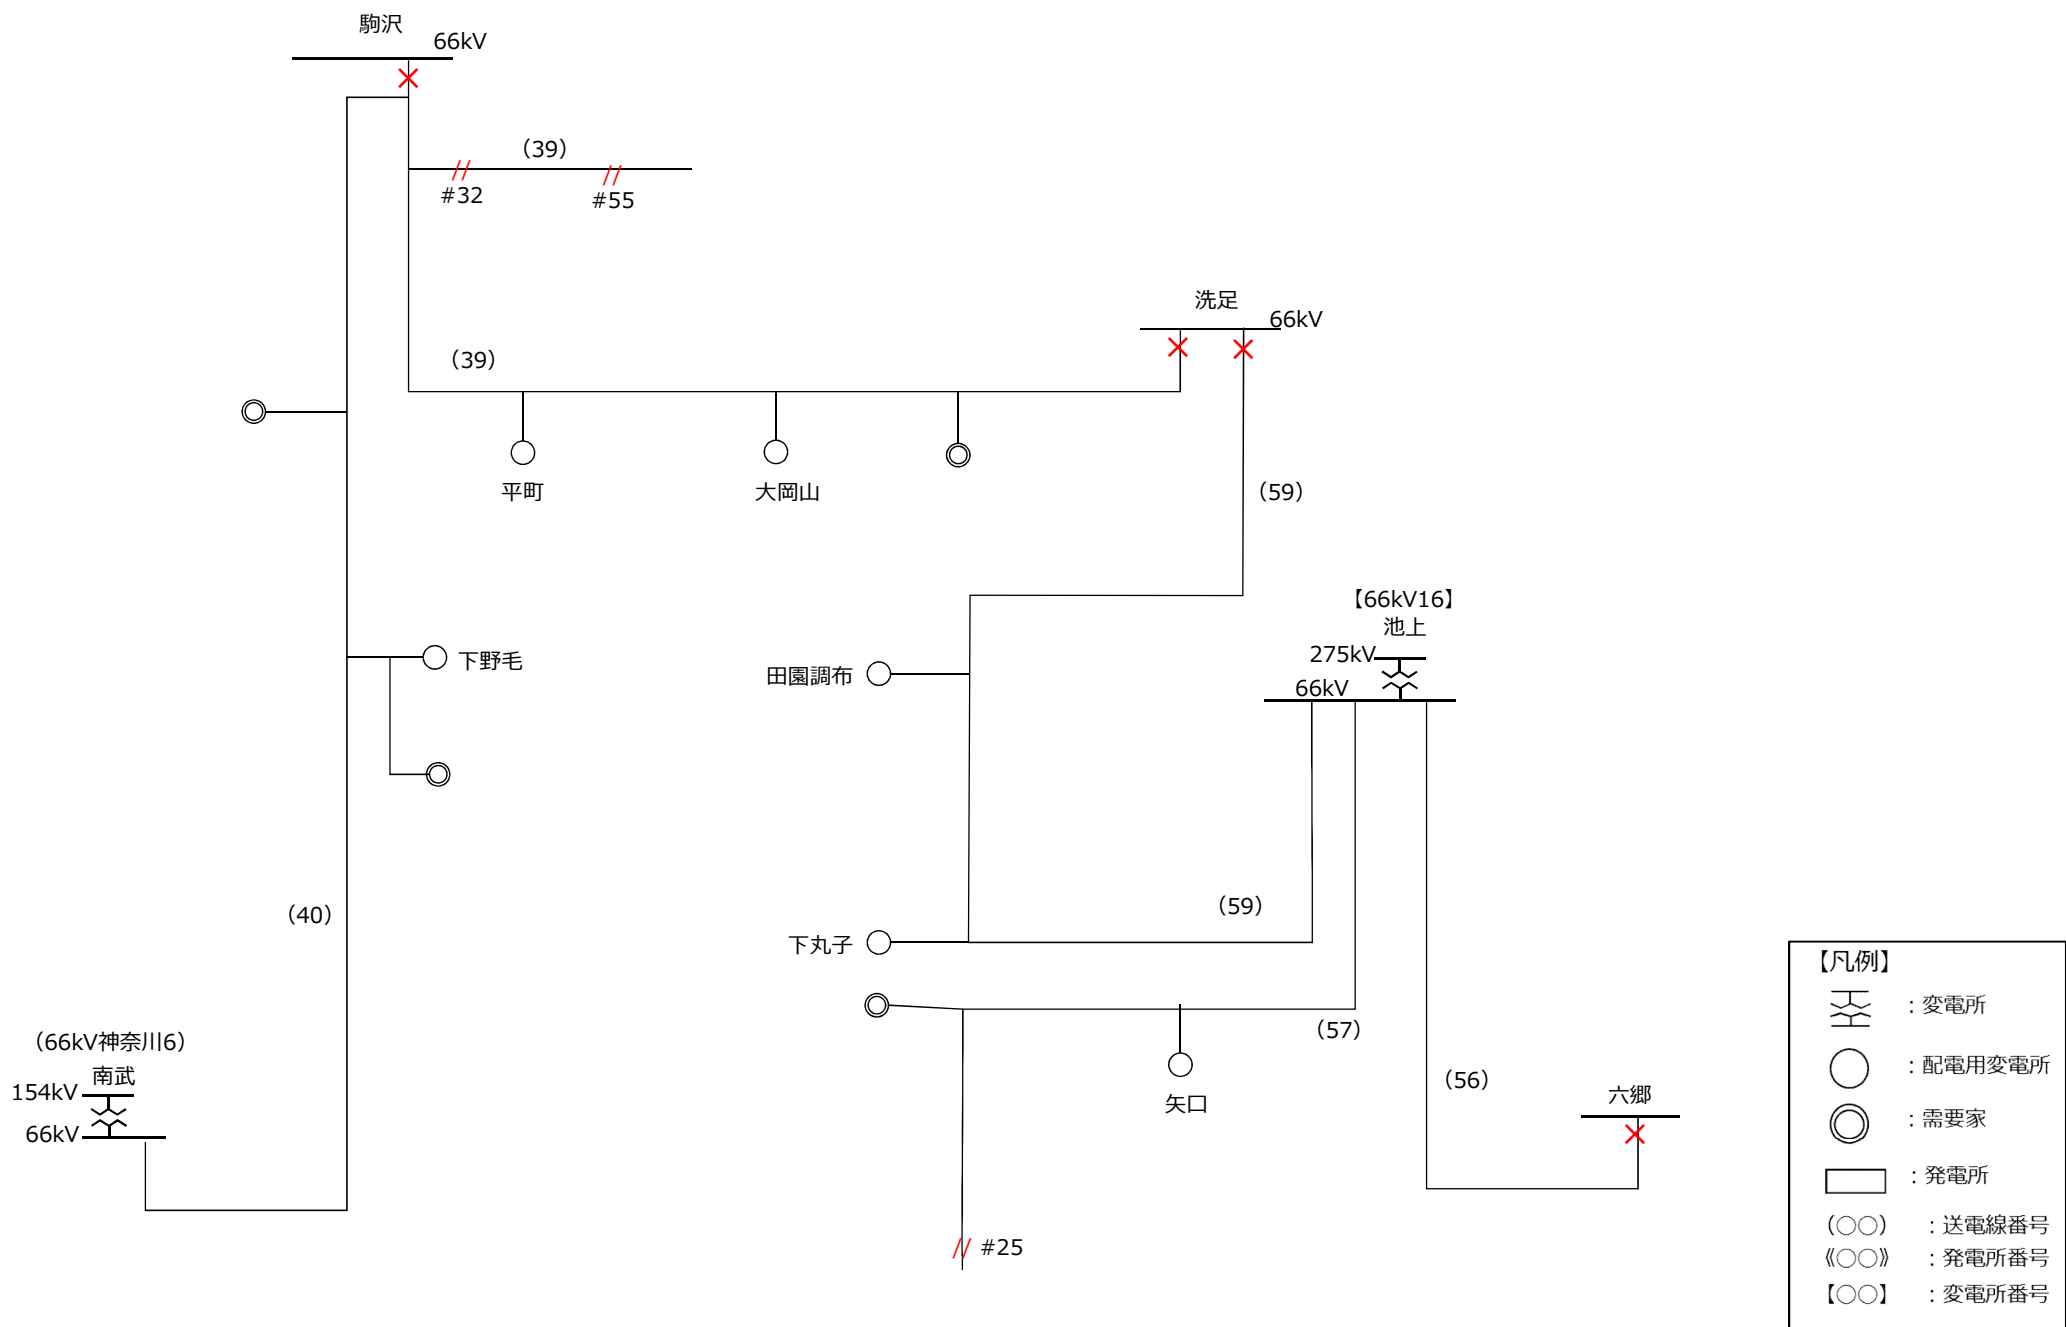 駒沢
66kV
（39）
#32
#55
洗足
66kV
（39）
平町
大岡山
（59）
【66kV16】
池上
275kV
66kV
下野毛
田園調布
（40）
（59）
下丸子
（57）
矢口
（56）
六郷
（66kV神奈川6）
南武
154kV
66kV
#25
【凡例】
：変電所
：配電用変電所
：需要家
：発電所
（○○）：送電線番号
《○○》：発電所番号
【○○】：変電所番号